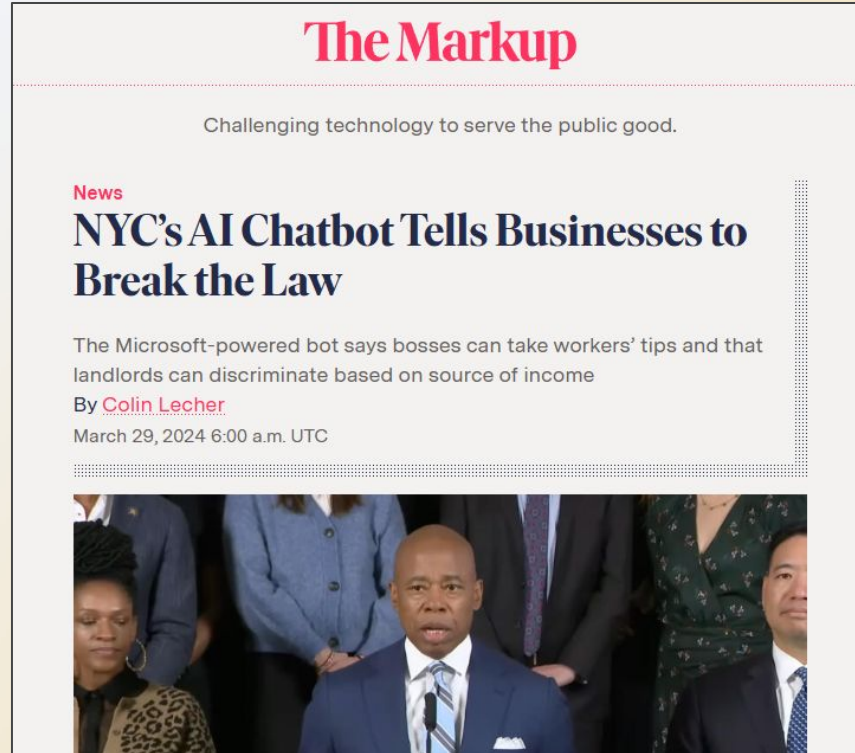 The Markup
Challenging technology to serve the public good.
News
NYC's AI Chatbot Tells Businesses to
Break the Law
The Microsoft-powered bot says bosses can take workers' tips and that
landlords can discriminate based on source of income
By Colin Lecher
March 29, 2024 6:00 a.m. UTC